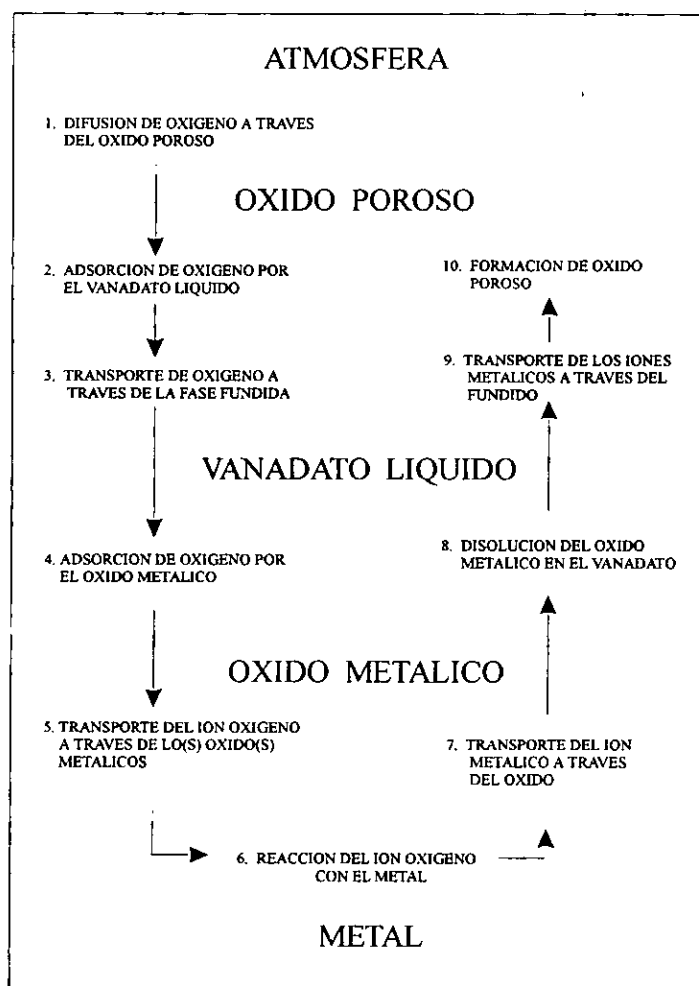 ATMOSFERA
1. DIFUSION DE OXIGENO A TRAVES
DEL OXIDO POROSO
OXIDO POROSO
2. ADSORCION DE OXIGENO POR
EL VANADATO LIQUIDO
10. FORMACION DE OXIDO
POROSO
3. TRANSPORTE DE OXIGENO A
TRAVES DE LA FASE FUNDIDA
9. TRANSPORTE DE LOS IONES
METALICOS A TRAVES DEL
FUNDIDO
VANADATO LIQUIDO
4. ADSORCION DE OXIGENO POR
EL OXIDO METALICO
8. DISOLUCION DEL OXIDO
METALICO EN EL VANADATO
OXIDO METALICO
5. TRANSPORTE DEL ION OXIGENO
A TRAVES DE LO(S) OXIDO(S)
METALICOS
7. TRANSPORTE DEL ION
METALICO A TRAVES
DEL OXIDO
6. REACCION DEL ION OXIGENO
CON EL METAL
METAL